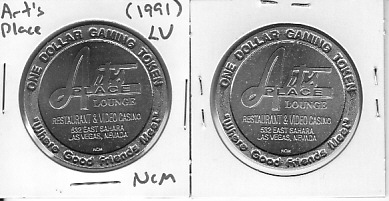 Art's
Place
(1991)
LV
ONE DOLLAR GAMING TOKEN
Art's
PLACE
LOUNGE
RESTAURANT & VIDEO CASINO
532 EAST SAHARA
LAS VEGAS, NEVADA
NCM
"Where Good Friends Meet"
NCM
ONE DOLLAR GAMING TOKEN
Art's
PLACE
LOUNGE
RESTAURANT & VIDEO CASINO
532 EAST SAHARA
LAS VEGAS, NEVADA
NCM
"Where Good Friends Meet"